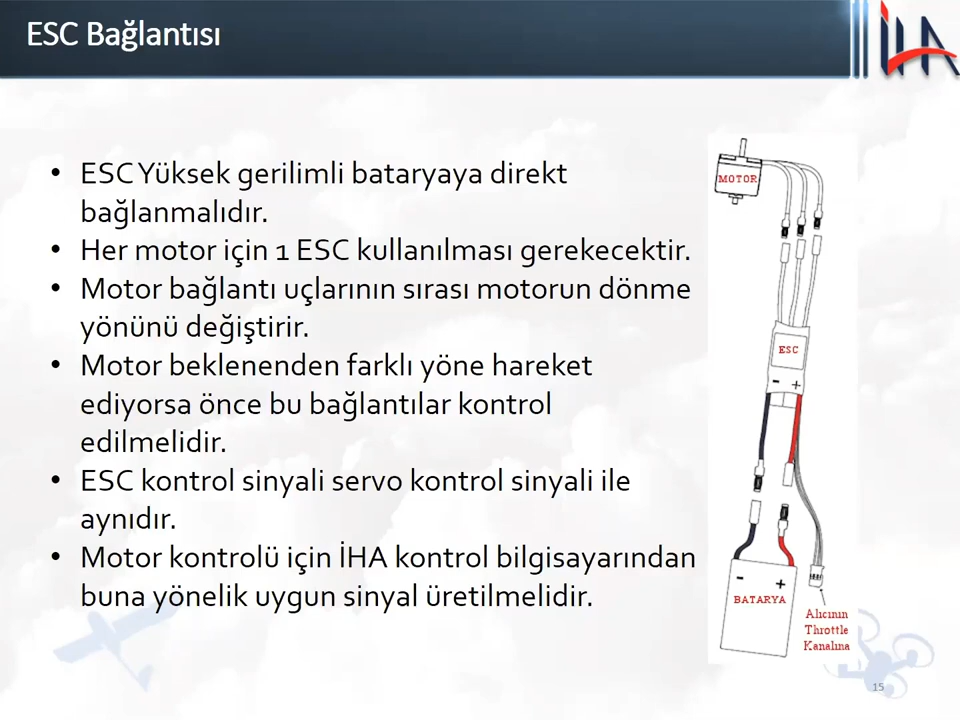 ESC Bağlantısı
İHA
• ESC Yüksek gerilimli bataryaya direkt
bağlanmalıdır.
• Her motor için 1 ESC kullanılması gerekecektir.
• Motor bağlantı uçlarının sırası motorun dönme
yönünü değiştirir.
• Motor beklenenden farklı yöne hareket
ediyorsa önce bu bağlantılar kontrol
edilmelidir.
• ESC kontrol sinyali servo kontrol sinyali ile
aynıdır.
• Motor kontrolü için İHA kontrol bilgisayarından
buna yönelik uygun sinyal üretilmelidir.
MOTOR
ESC
- +
- +
BATARYA
Alıcının
Throttle
Kanalına
15